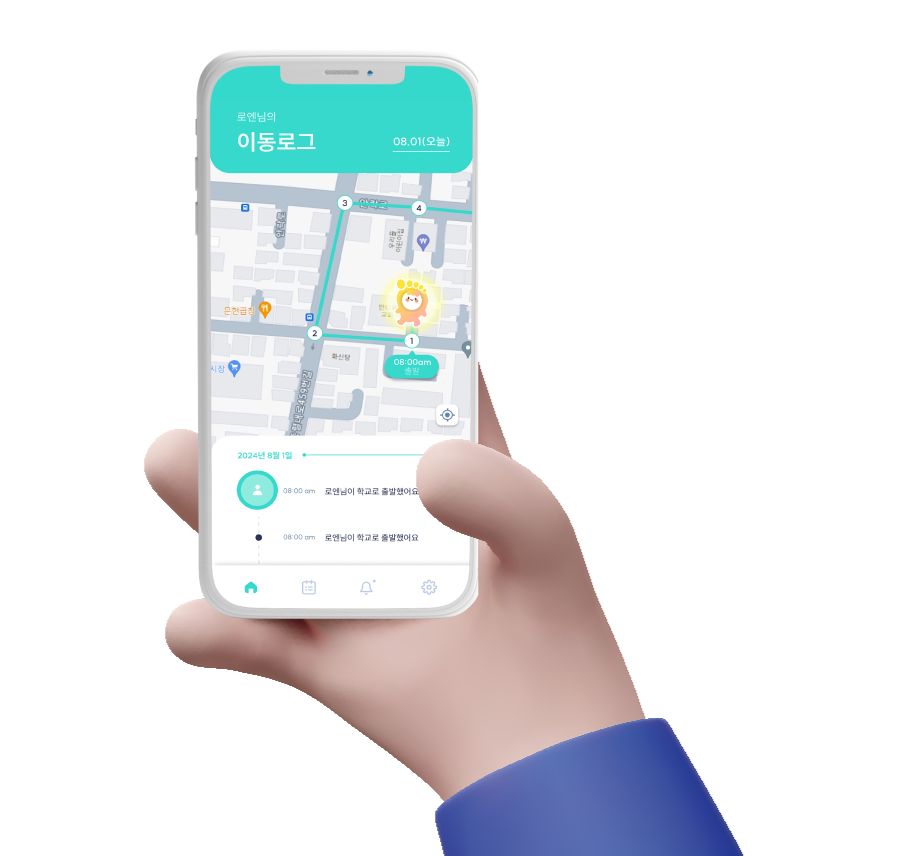 로엔님의
이동로그
08.01(오늘)
3
4
2
1
문현곱창
시장
화신탕
08:00am
출발
2024년 8월 1일
08:00 am 로엔님이 학교로 출발했어요
08:00 am 로엔님이 학교로 출발했어요